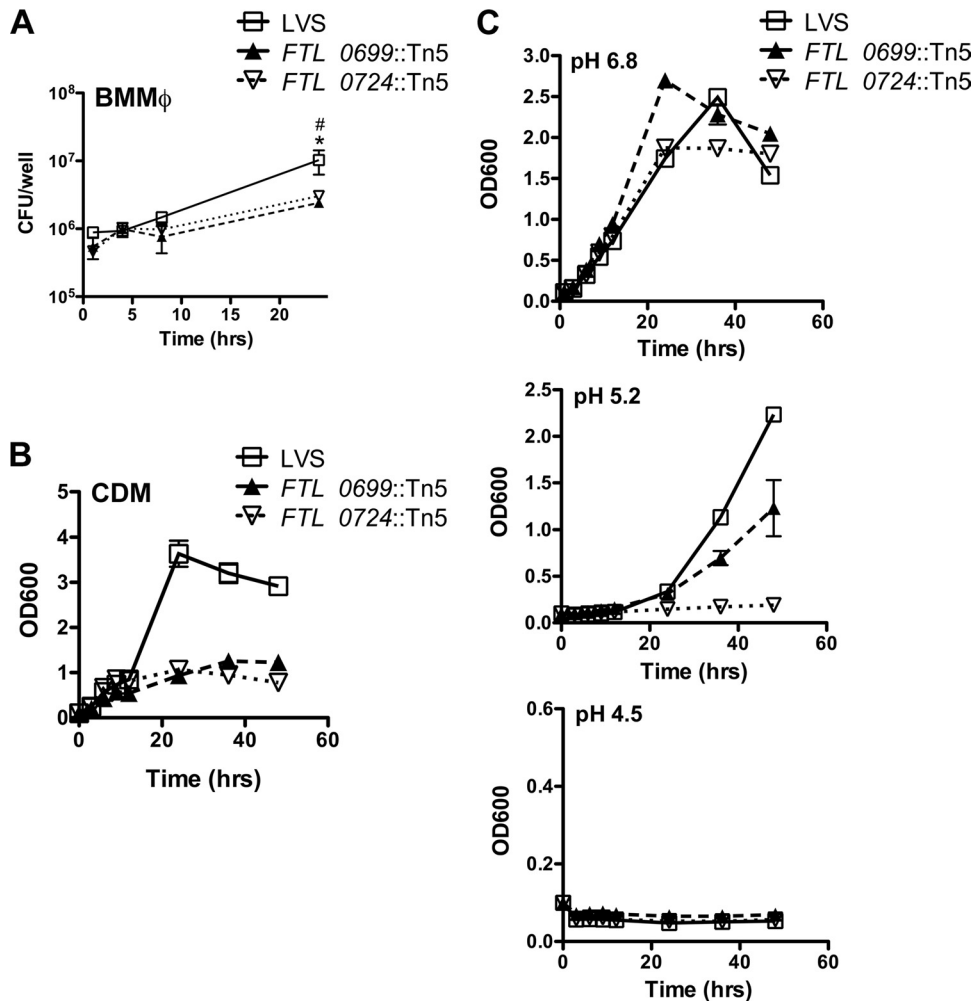 A
LVS
FTL 0699::Tn5
FTL 0724::Tn5
BMMϕ
CFU/well
10⁸
10⁷
10⁶
10⁵
#
*
0 5 10 15 20
Time (hrs)
B
LVS
FTL 0699::Tn5
FTL 0724::Tn5
CDM
OD600
5
4
3
2
1
0
0 20 40 60
Time (hrs)
C
LVS
FTL 0699::Tn5
FTL 0724::Tn5
pH 6.8
OD600
3.0
2.5
2.0
1.5
1.0
0.5
0.0
0 20 40 60
Time (hrs)
pH 5.2
OD600
2.5
2.0
1.5
1.0
0.5
0.0
0 20 40 60
Time (hrs)
pH 4.5
OD600
0.6
0.4
0.2
0.0
0 20 40 60
Time (hrs)